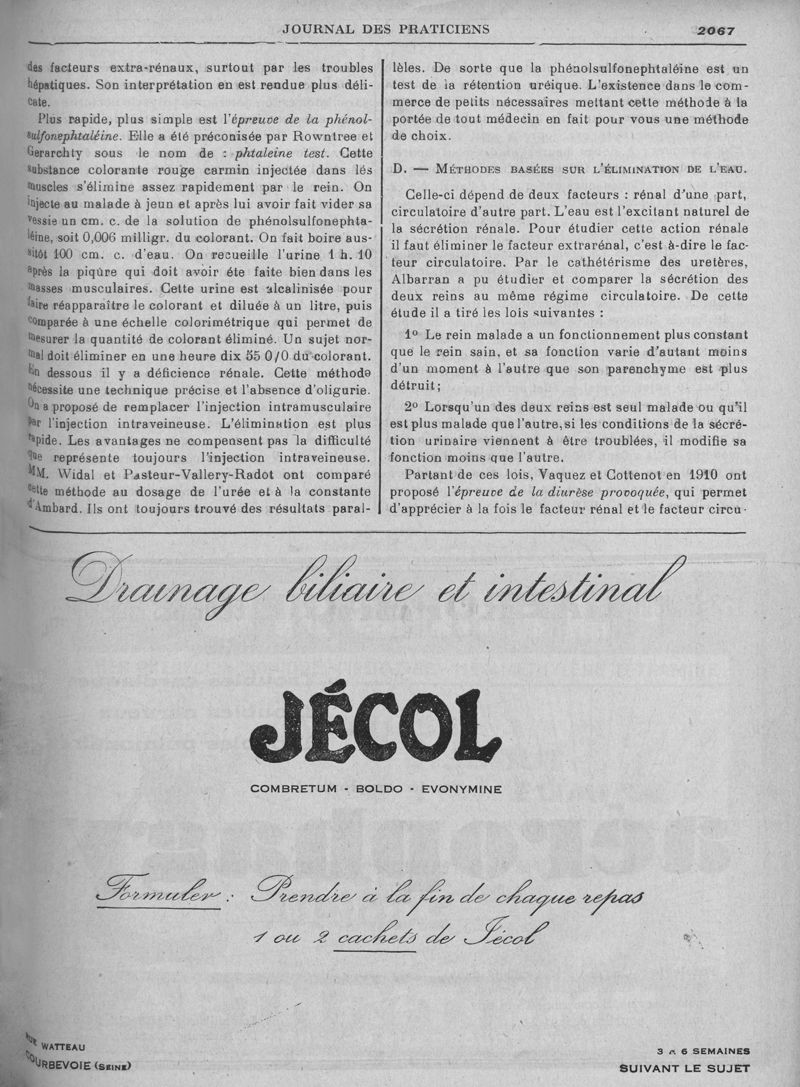 JOURNAL DES PRATICIENS
2067
des facteurs extra-rénaux, surtout par les troubles
hépatiques. Son interprétation en est rendue plus déli-
cate.
Plus rapide, plus simple est l'épreuve de la phénol-
sulfonephtaléine. Elle a été préconisée par Rowntree et
Gerarchty sous le nom de : phtaleine test. Cette
substance colorante rouge carmin injectée dans lés
muscles s'élimine assez rapidement par le rein. On
injecte au malade à jeun et après lui avoir fait vider sa
vessie un cm. c. de la solution de phénolsulfonephta-
léine, soit 0,006 milligr. du colorant. On fait boire aus-
sitôt 100 cm. c. d'eau. On recueille l'urine 1 h. 10
après la piqûre qui doit avoir éte faite bien dans les
masses musculaires. Cette urine est alcalinisée pour
faire réapparaître le colorant et diluée à un litre, puis
comparée à une échelle colorimétrique qui permet de
mesurer la quantité de colorant éliminé. Un sujet nor-
mal doit éliminer en une heure dix 55 0/0 du colorant.
En dessous il y a déficience rénale. Cette méthode
nécessite une technique précise et l'absence d'oligurie.
On a proposé de remplacer l'injection intramusculaire
par l'injection intraveineuse. L'élimination est plus
rapide. Les avantages ne compensent pas la difficulté
que représente toujours l'injection intraveineuse.
MM. Widal et Pasteur-Vallery-Radot ont comparé
cette méthode au dosage de l'urée et à la constante
d'Ambard. Ils ont toujours trouvé des résultats paral-
lèles. De sorte que la phénolsulfonephtaléine est un
test de la rétention uréique. L'existence dans le com-
merce de petits nécessaires mettant cette méthode à la
portée de tout médecin en fait pour vous une méthode
de choix.
D. — MÉTHODES BASÉES SUR L'ÉLIMINATION DE L'EAU.
Celle-ci dépend de deux facteurs : rénal d'une part,
circulatoire d'autre part. L'eau est l'excitant naturel de
la sécrétion rénale. Pour étudier cette action rénale
il faut éliminer le facteur extrarénal, c'est à-dire le fac-
teur circulatoire. Par le cathétérisme des uretères,
Albarran a pu étudier et comparer la sécrétion des
deux reins au même régime circulatoire. De cette
étude il a tiré les lois suivantes :
1º Le rein malade a un fonctionnement plus constant
que le rein sain, et sa fonction varie d'autant moins
d'un moment à l'autre que son parenchyme est plus
détruit ;
2º Lorsqu'un des deux reins est seul malade ou qu'il
est plus malade que l'autre, si les conditions de la sécré-
tion urinaire viennent à être troublées, il modifie sa
fonction moins que l'autre.
Partant de ces lois, Vaquez et Cottenot en 1910 ont
proposé l'épreuve de la diurèse provoquée, qui permet
d'apprécier à la fois le facteur rénal et le facteur circu-
Drainage biliaire et intestinal
JÉCOL
COMBRETUM - BOLDO - EVONYMINE
Formuler : Prendre à la fin de chaque repas
1 ou 2 cachets de Jécol
RUE WATTEAU
COURBEVOIE (SEINE)
3 A 6 SEMAINES
SUIVANT LE SUJET